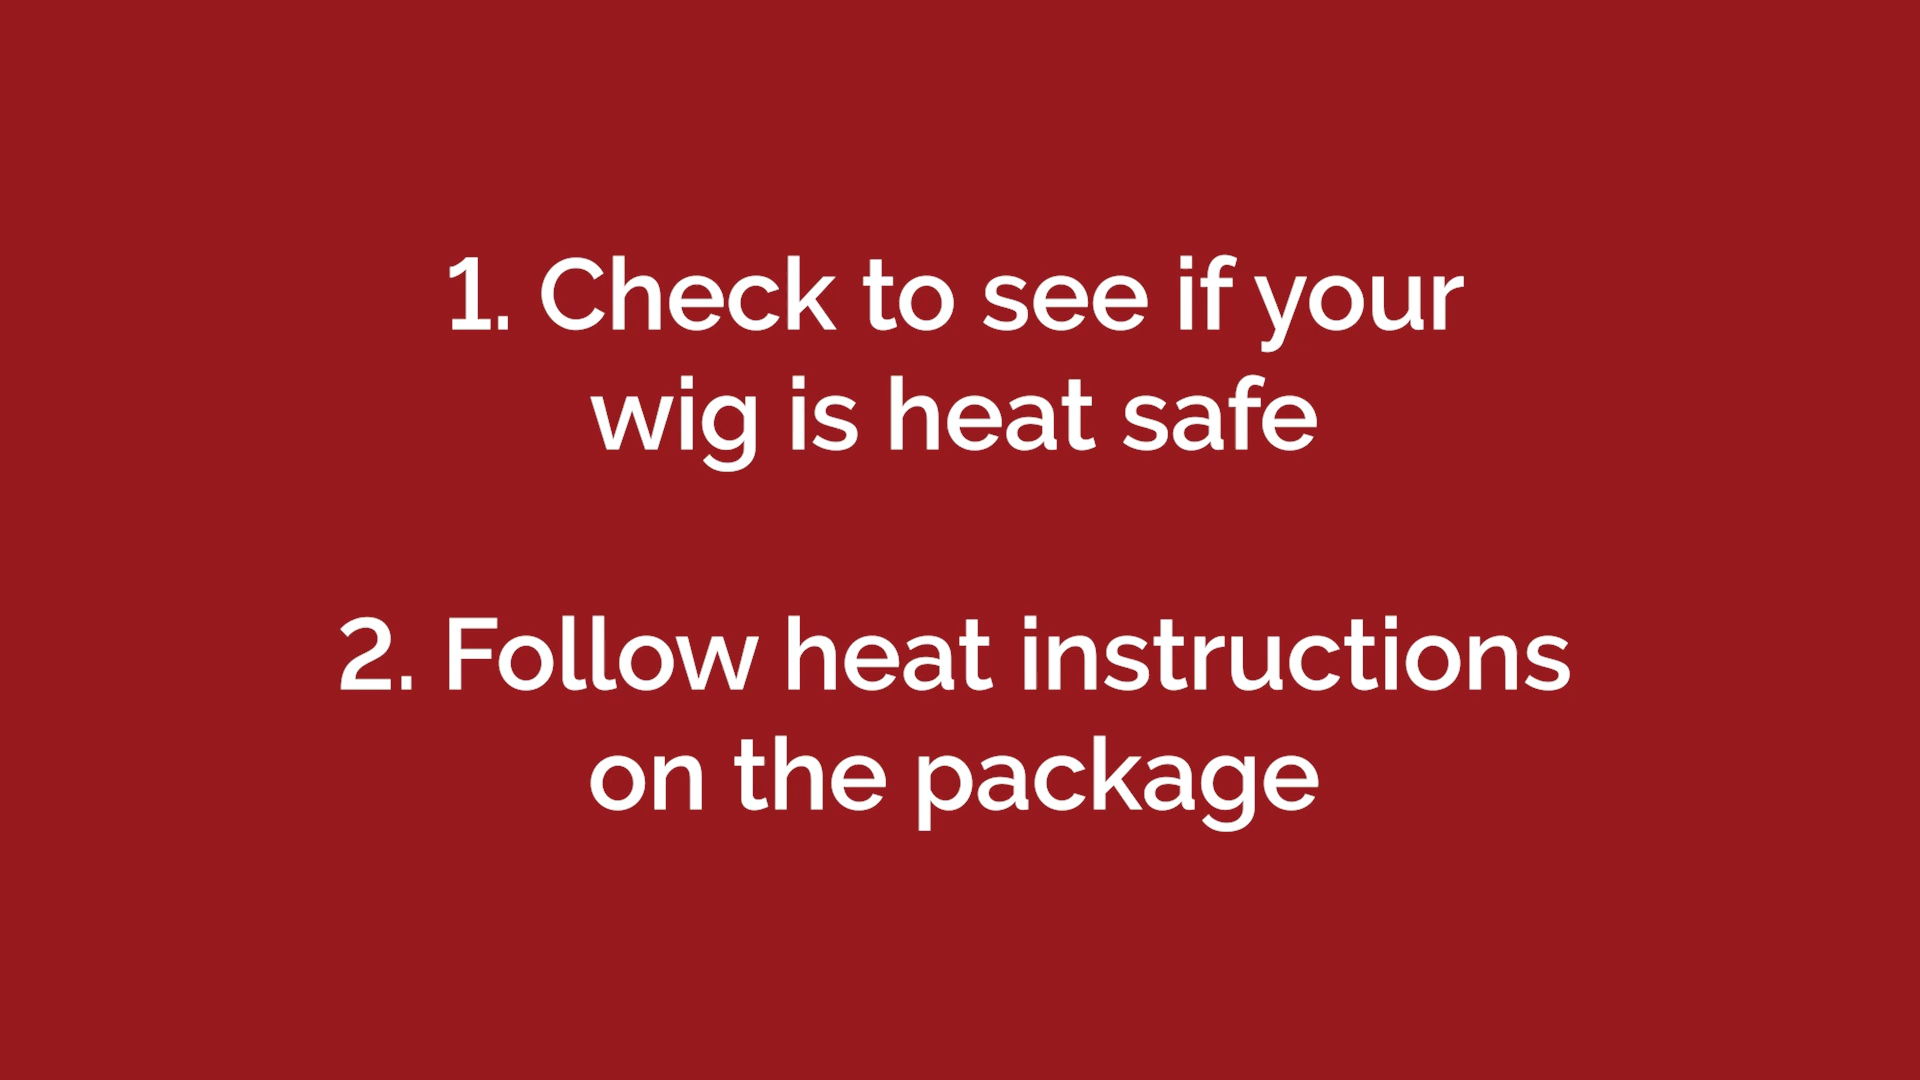 1. Check to see if your
wig is heat safe
2. Follow heat instructions
on the package